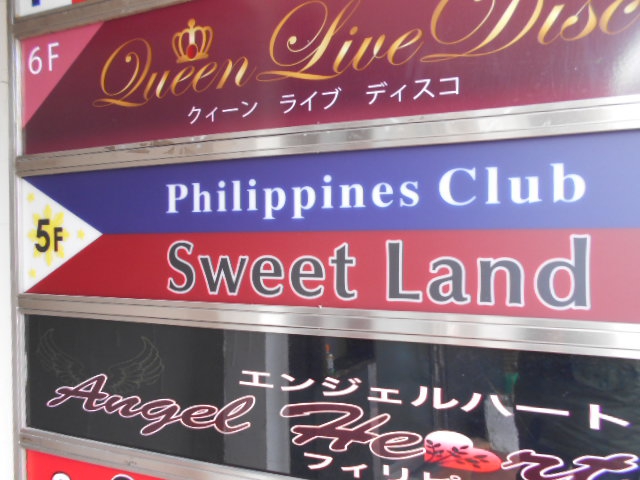 6F
Queen Live Disc
クィーン ライブ ディスコ
Philippines Club
5F
Sweet Land
エンジェルハート
Angel Heart
フィリピ